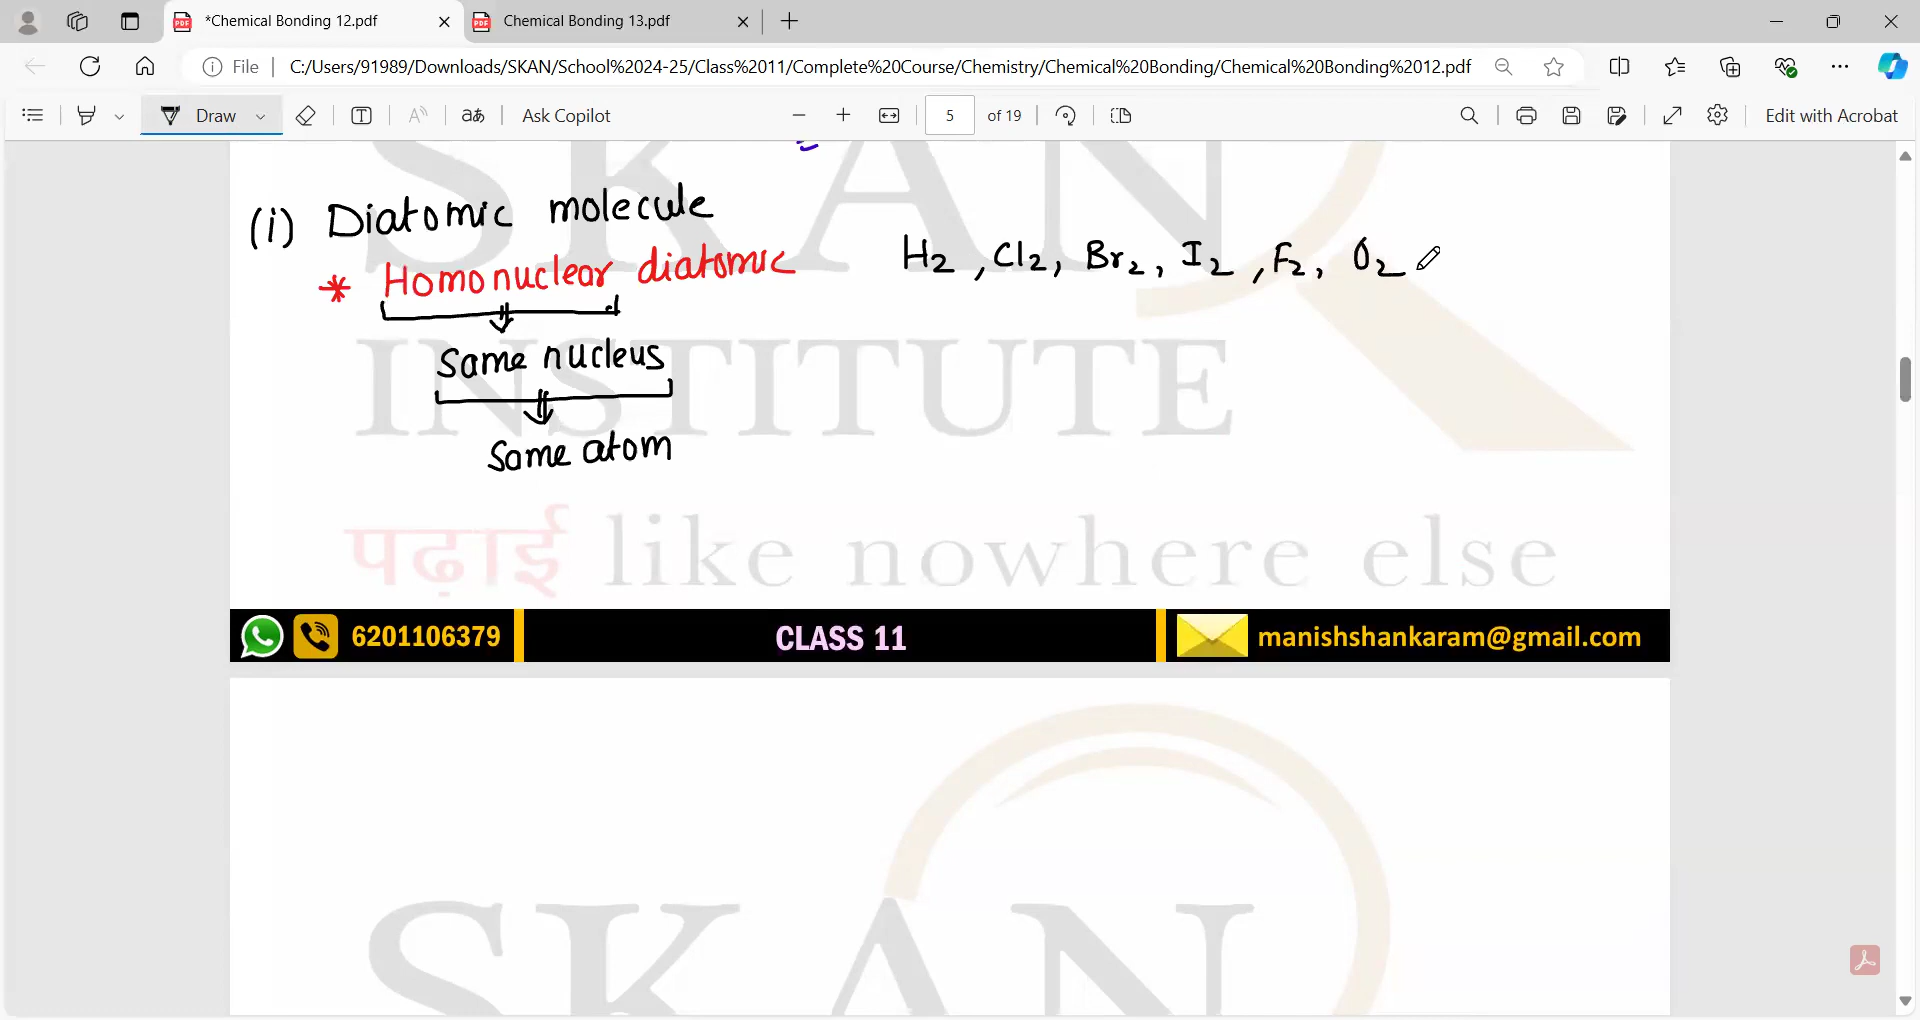 *Chemical Bonding 12.pdf
Chemical Bonding 13.pdf
File
C:/Users/91989/Downloads/SKAN/School%2024-25/Class%2011/Complete%20Course/Chemistry/Chemical%20Bonding/Chemical%20Bonding%2012.pdf
Draw
T
A
aあ
Ask Copilot
5 of 19
Edit with Acrobat
SKAN
(i) Diatomic molecule
* Homonuclear diatomic
H2, Cl2, Br2, I2, F2, O2
Same nucleus
Same atom
INSTITUTE
पढ़ाई like nowhere else
6201106379
CLASS 11
manishshankaram@gmail.com
SKAN